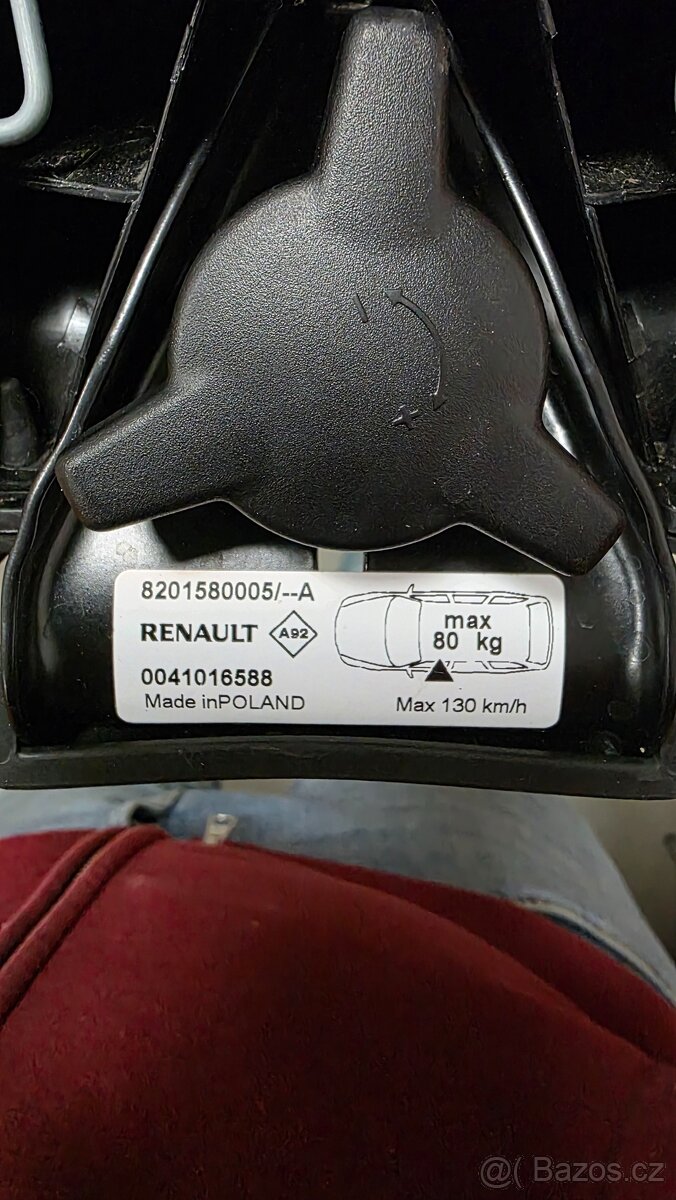 8201580005/--A
RENAULT A92
max
80 kg
0041016588
Made inPOLAND
Max 130 km/h
@( Bazos.cz